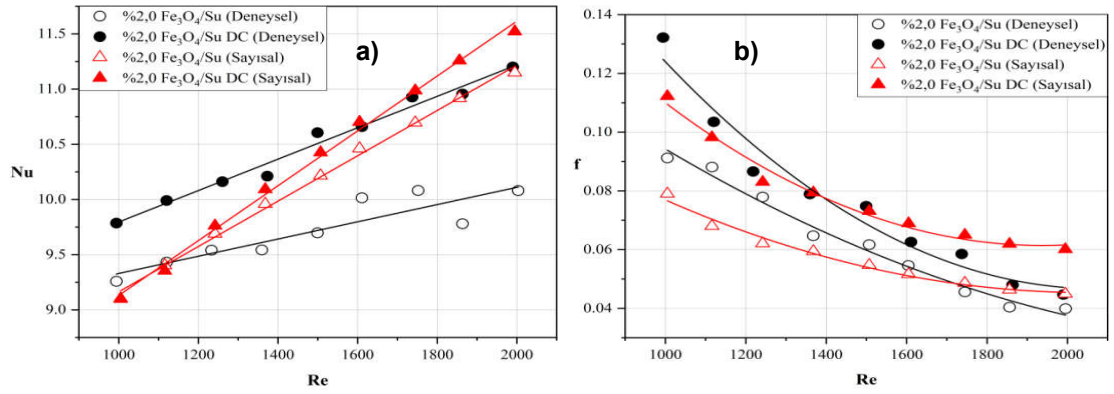 %2,0 Fe₃O₄/Su (Deneysel)
%2,0 Fe₃O₄/Su DC (Deneysel)
%2,0 Fe₃O₄/Su (Sayısal)
%2,0 Fe₃O₄/Su DC (Sayısal)
a)
11.5
11.0
10.5
10.0
9.5
9.0
Nu
1000 1200 1400 1600 1800 2000
Re
%2,0 Fe₃O₄/Su (Deneysel)
%2,0 Fe₃O₄/Su DC (Deneysel)
%2,0 Fe₃O₄/Su (Sayısal)
%2,0 Fe₃O₄/Su DC (Sayısal)
b)
0.14
0.12
0.10
0.08
0.06
0.04
f
1000 1200 1400 1600 1800 2000
Re